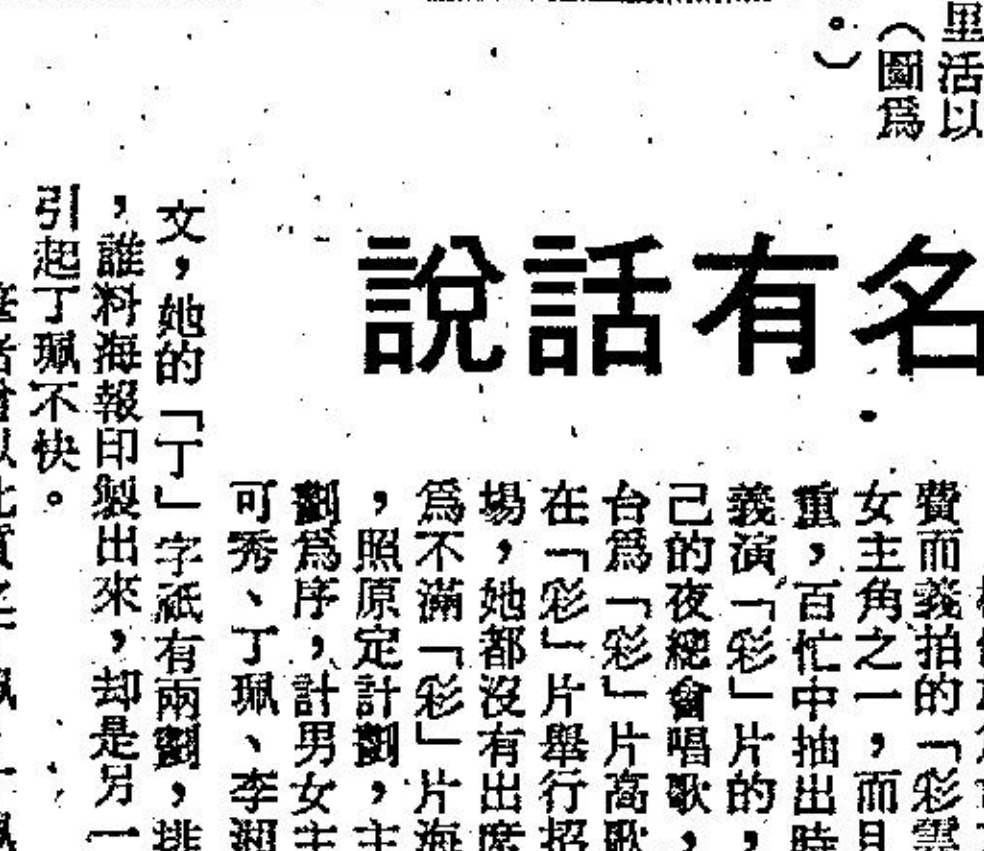 里活以
（圖爲
。）
說話有名
費而義拍的「彩雲
女主角之一，而且
重，百忙中抽出時
義演「彩」片的，
己的夜總會唱歌，
台爲「彩」片高歌
在「彩」片舉行招
場，她都沒有出席
爲不滿「彩」片海
，照原定計劃，主
劃爲序，計男女主
可秀、丁珮、李湘
文，她的「丁」字祇有兩劃，排
，誰料海報印製出來，却是另一
引起丁珮不快。